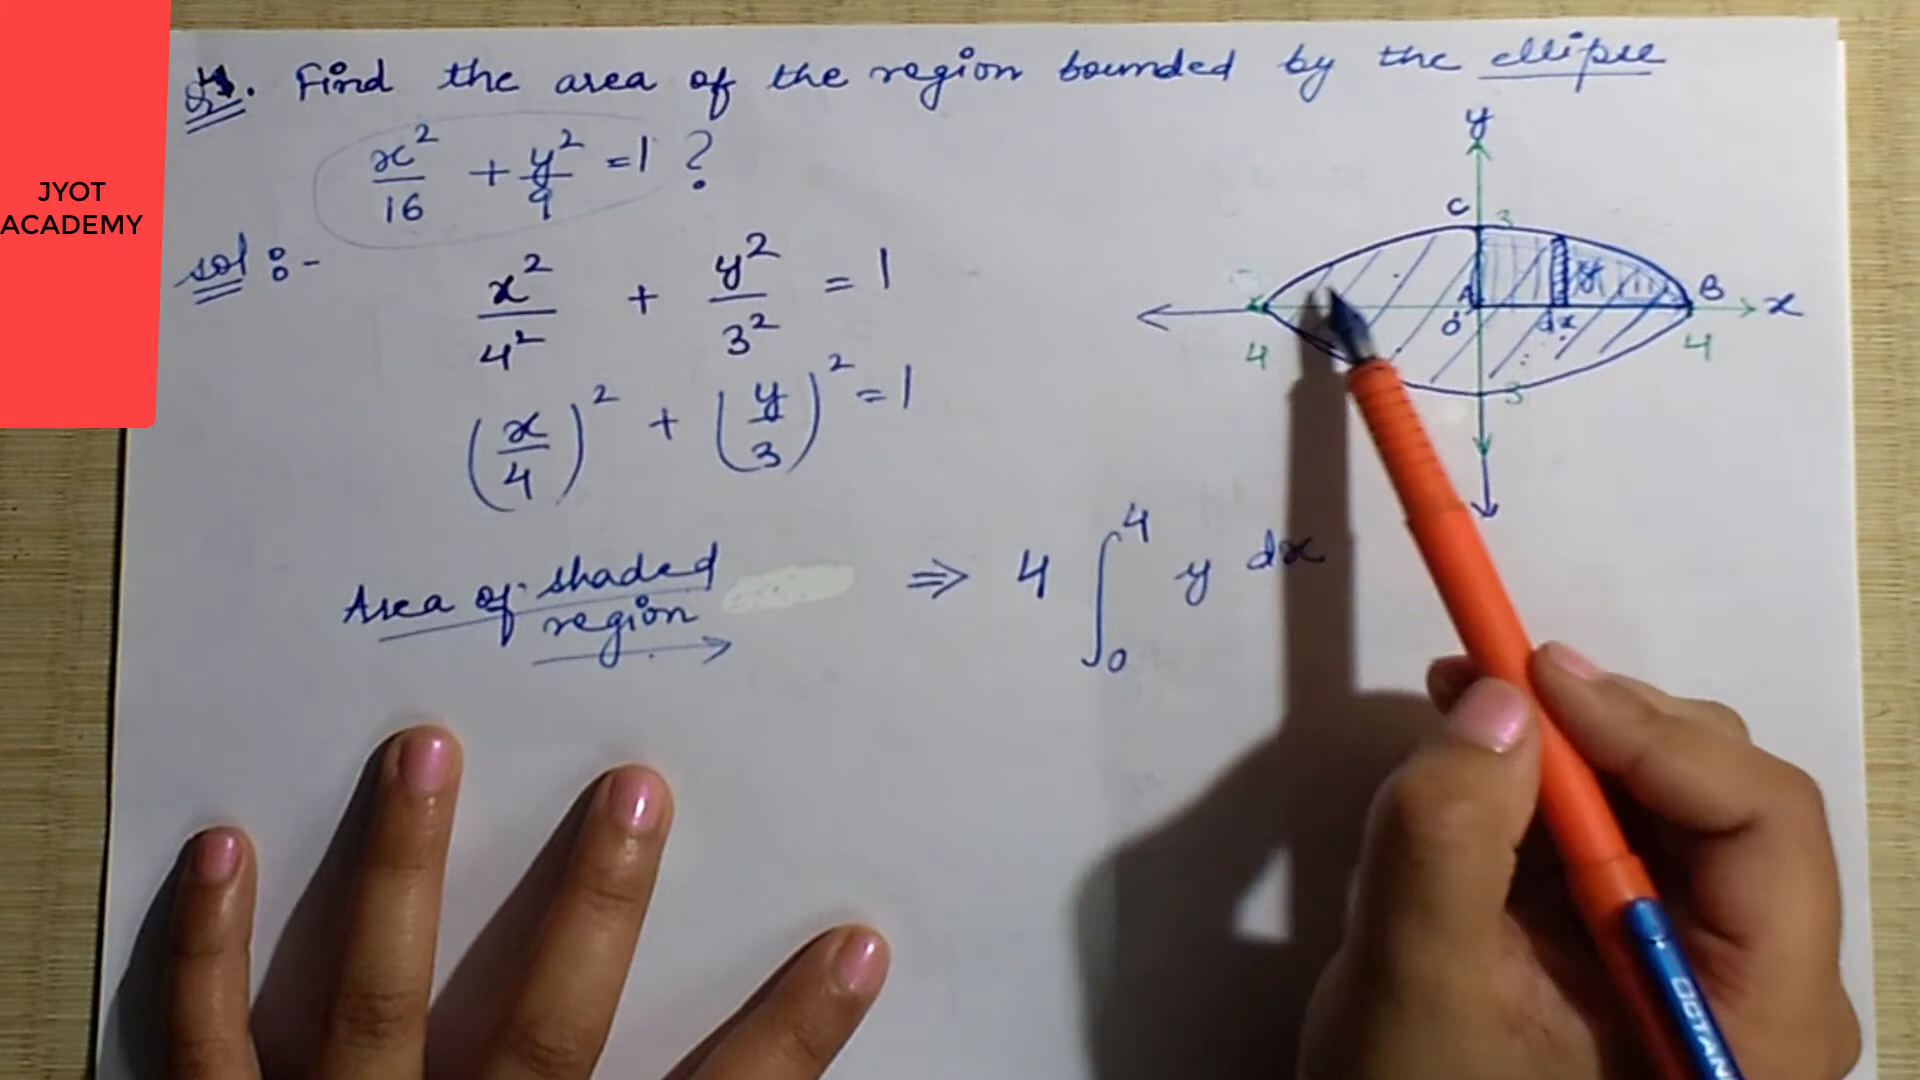 JYOT
ACADEMY
Find the area of the region bounded by the ellipse
x²/16 + y²/9 = 1 ?
sol :-
x²/4² + y²/3² = 1
(x/4)² + (y/3)² = 1
Area of shaded
region
⇒ 4 ∫₀⁴ y dx
y
C 3
A y B x
O dx
4 4
3
OCTAN